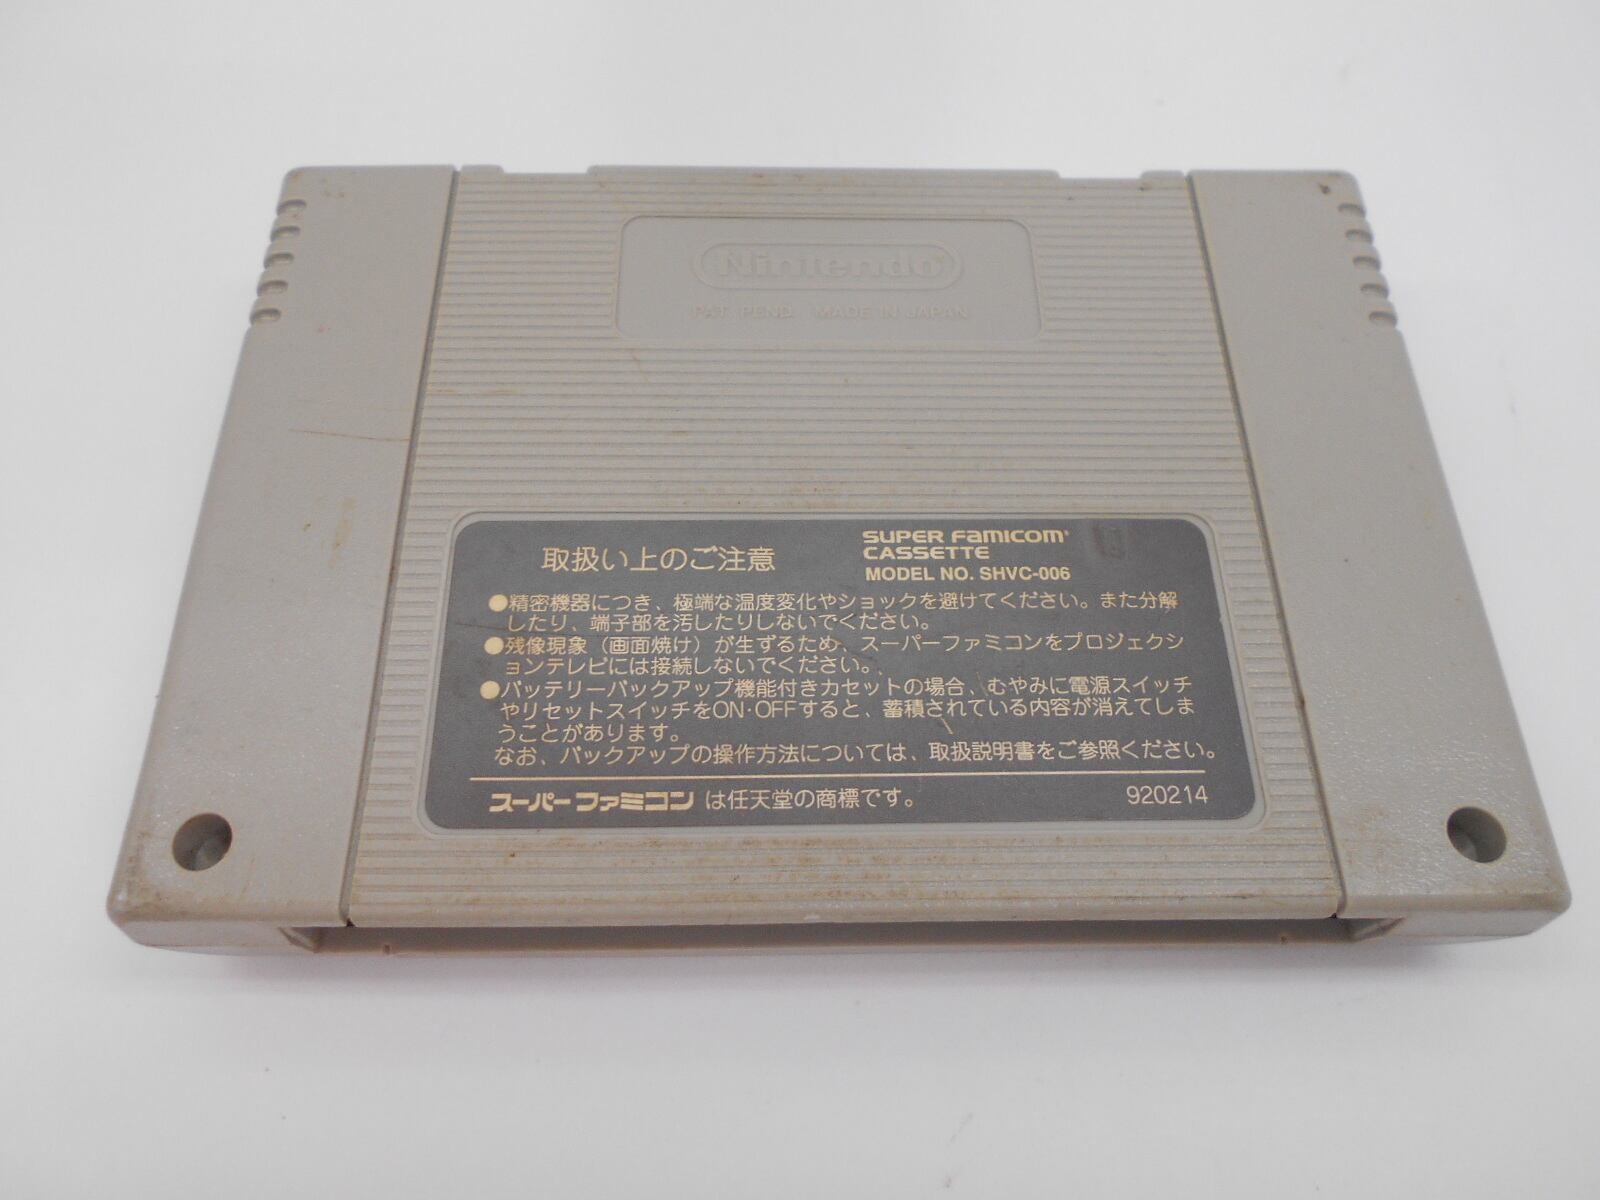 Nintendo
PAT. PEND. MADE IN JAPAN
取扱い上のご注意
SUPER FAMICOM
CASSETTE
MODEL NO. SHVC-006
●精密機器につき、極端な温度変化やショックを避けてください。また分解
したり、端子部を汚したりしないでください。
●残像現象（画面焼け）が生ずるため、スーパーファミコンをプロジェクシ
ョンテレビには接続しないでください。
●バッテリーバックアップ機能付きカセットの場合、むやみに電源スイッチ
やリセットスイッチをON・OFFすると、蓄積されている内容が消えてしま
うことがあります。
なお、バックアップの操作方法については、取扱説明書をご参照ください。
スーパーファミコン は任天堂の商標です。
920214